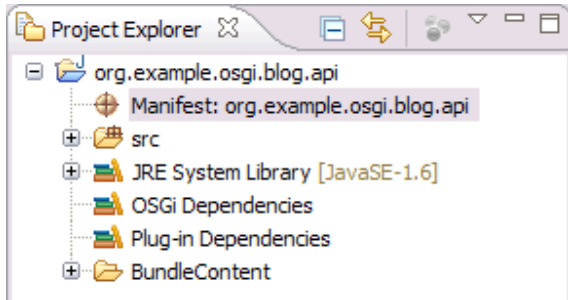 Project Explorer
org.example.osgi.blog.api
Manifest: org.example.osgi.blog.api
src
JRE System Library [JavaSE-1.6]
OSGi Dependencies
Plug-in Dependencies
BundleContent